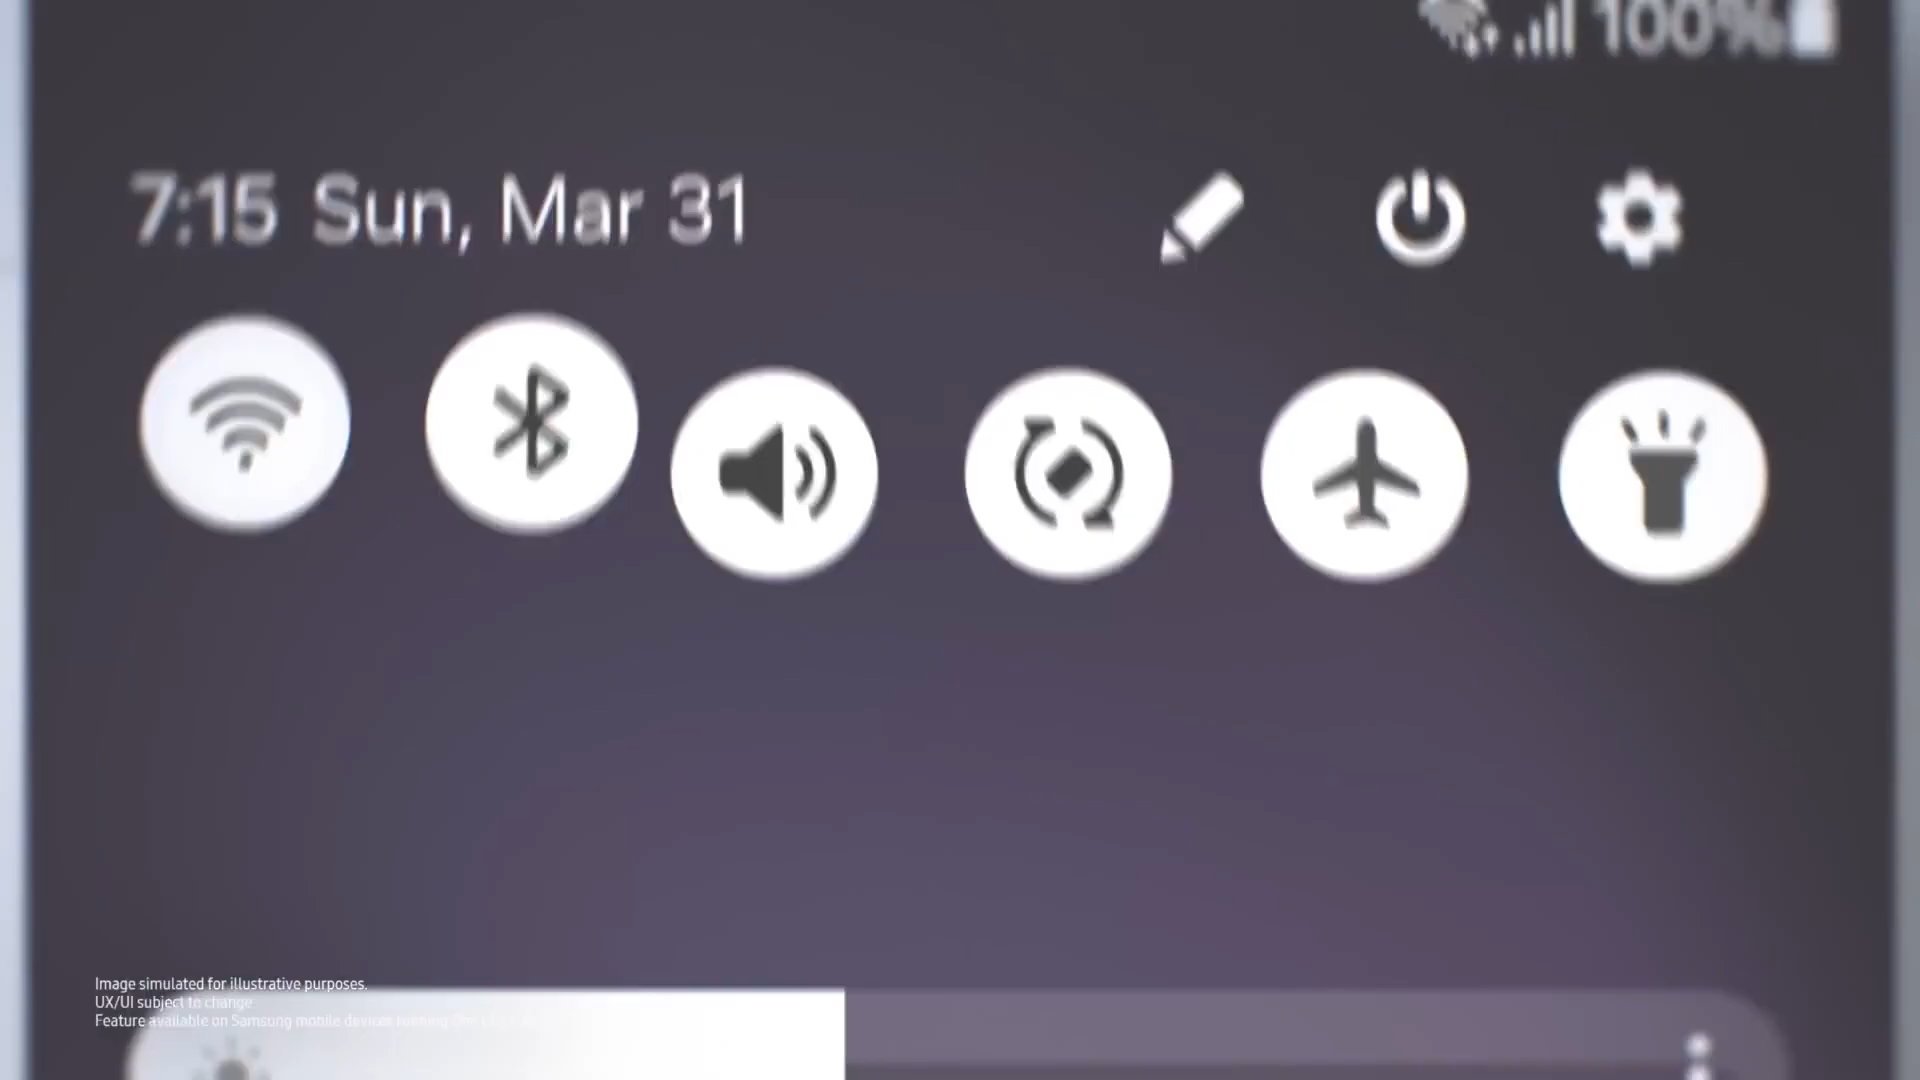 100%
7:15 Sun, Mar 31
Image simulated for illustrative purposes.
UX/UI subject to change.
Feature available on Samsung mobile devices running